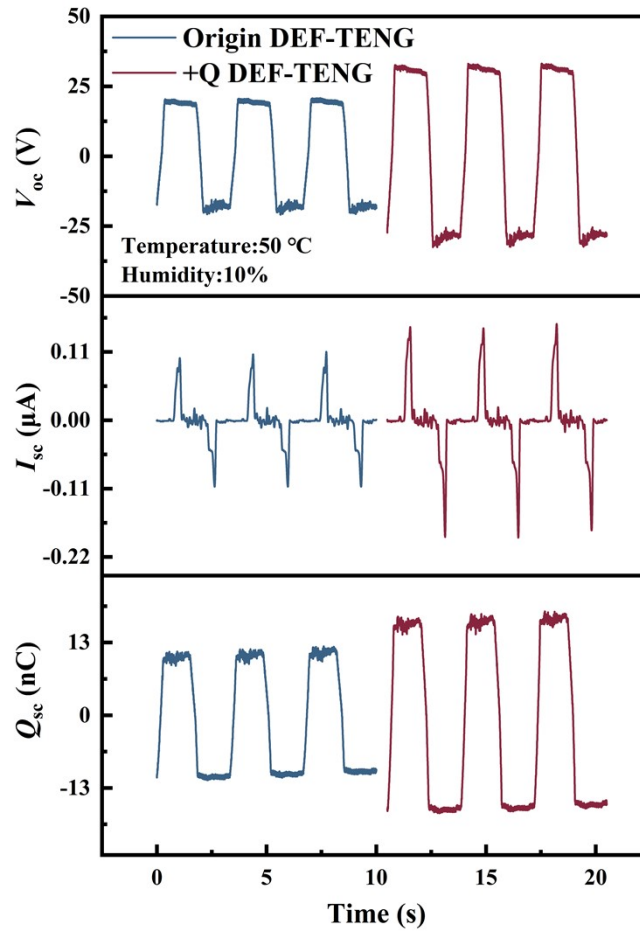 Origin DEF-TENG
+Q DEF-TENG
50
25
0
-25
-50
Voc (V)
Temperature:50 ℃
Humidity:10%
0.11
0.00
-0.11
-0.22
Isc (μA)
13
0
-13
Qsc (nC)
0 5 10 15 20
Time (s)